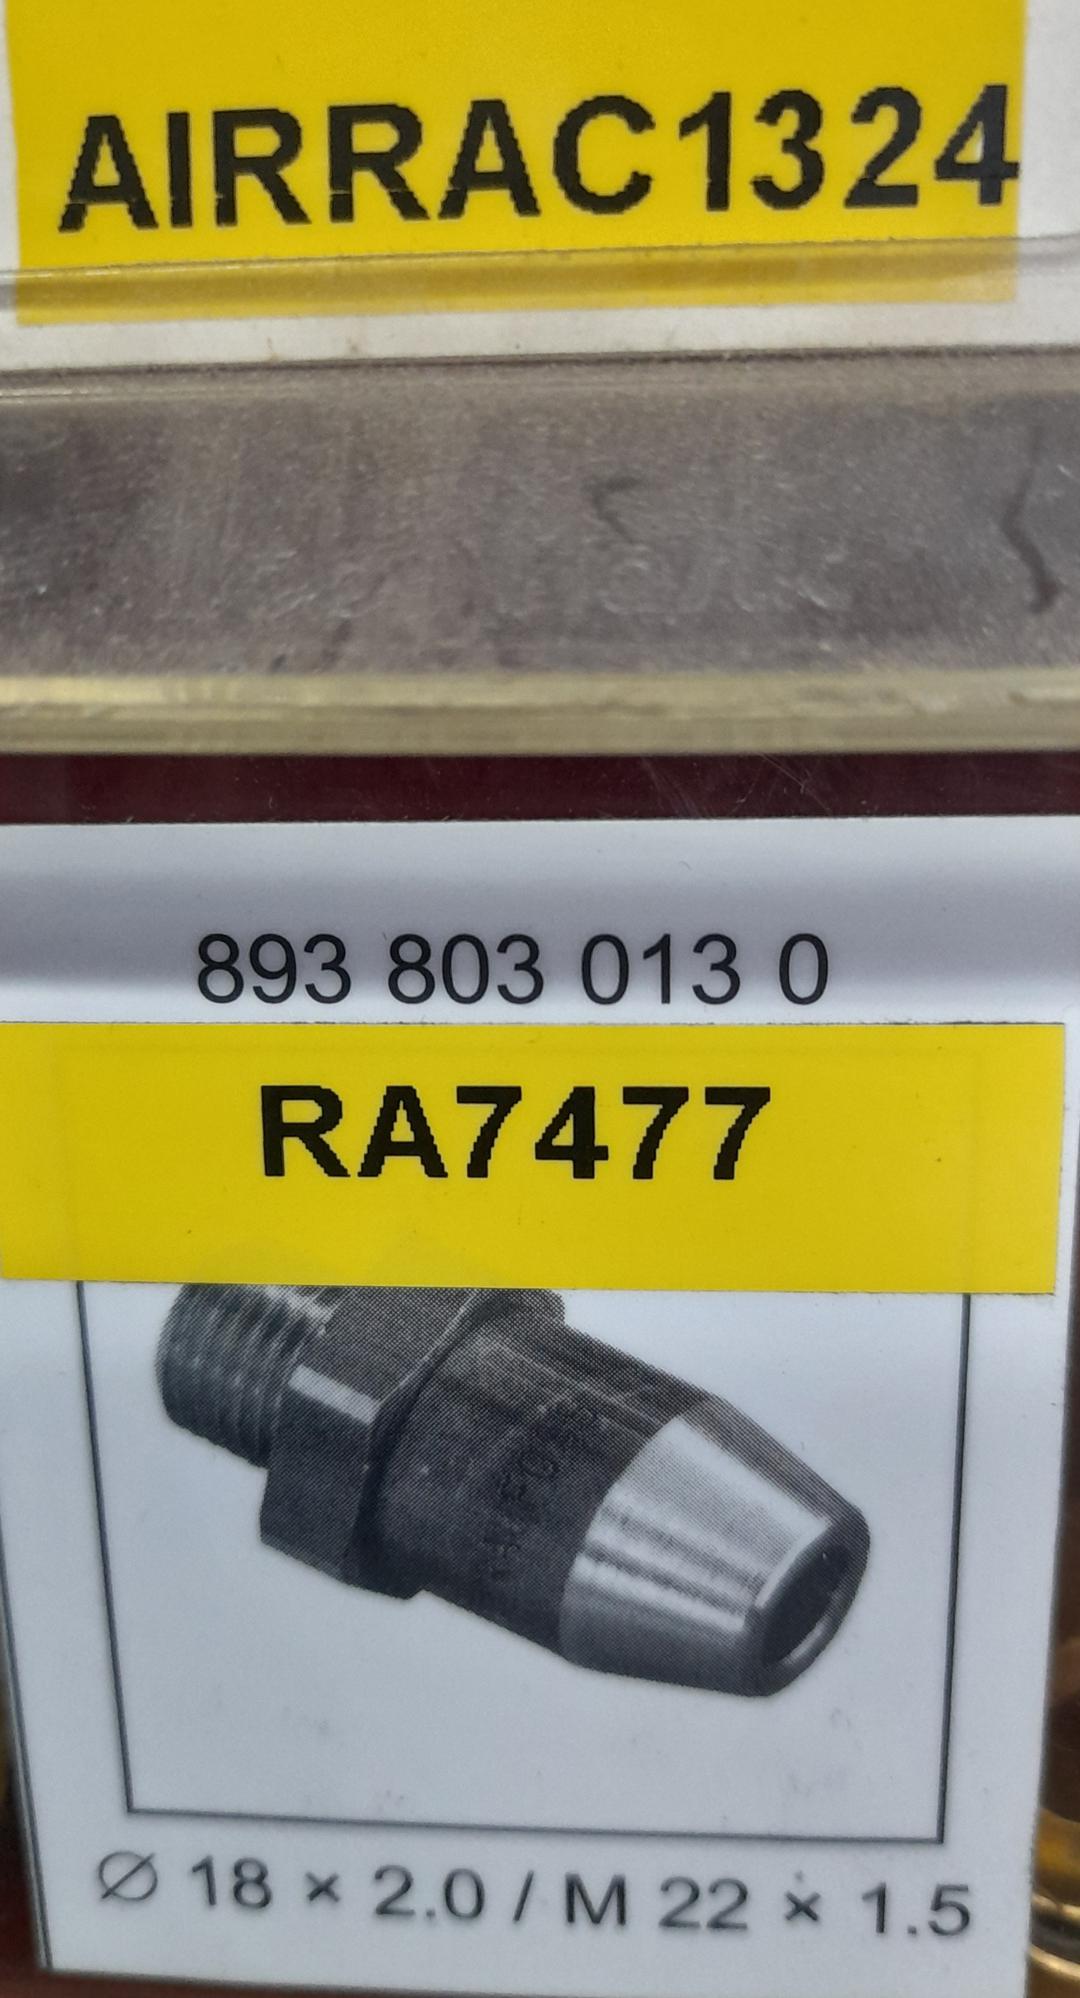 AIRRAC1324
893 803 013 0
RA7477
Ø 18 × 2.0 / M 22 × 1.5